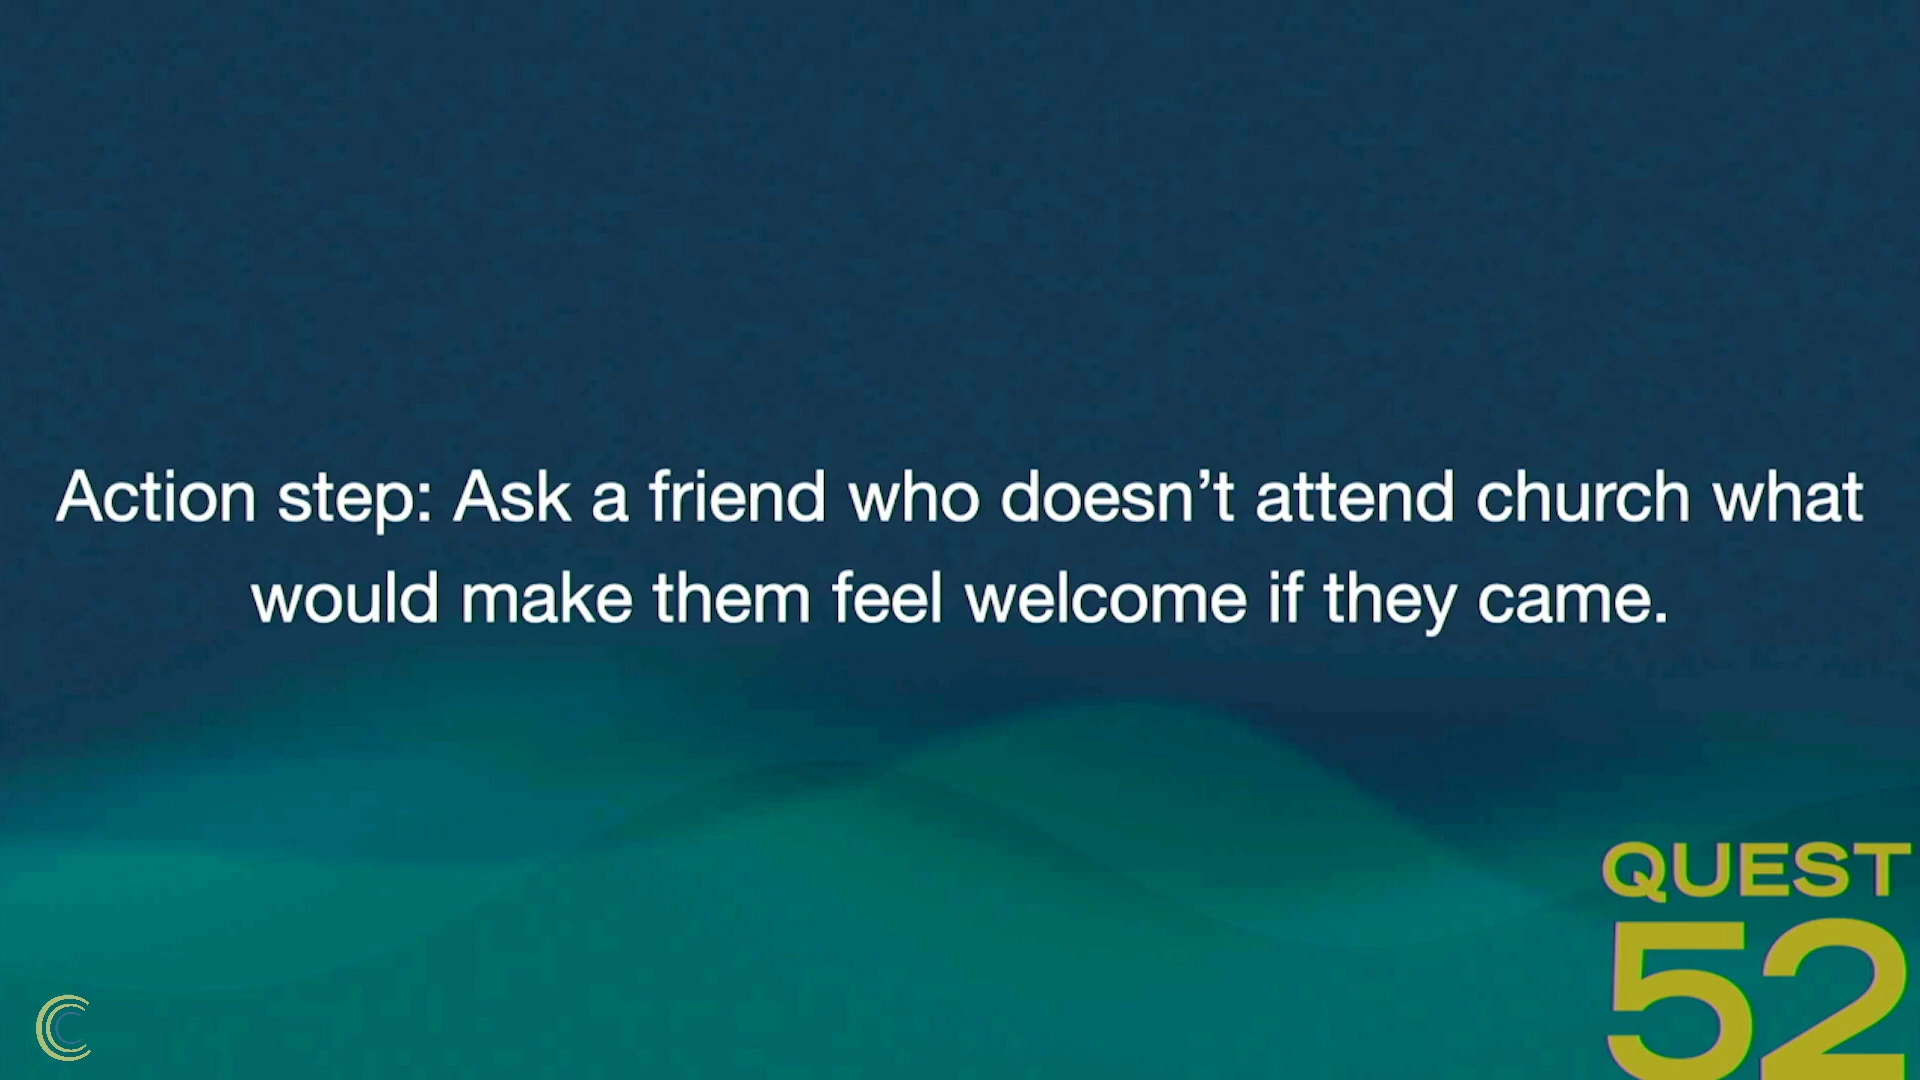 Action step: Ask a friend who doesn’t attend church what
would make them feel welcome if they came.
QUEST
52